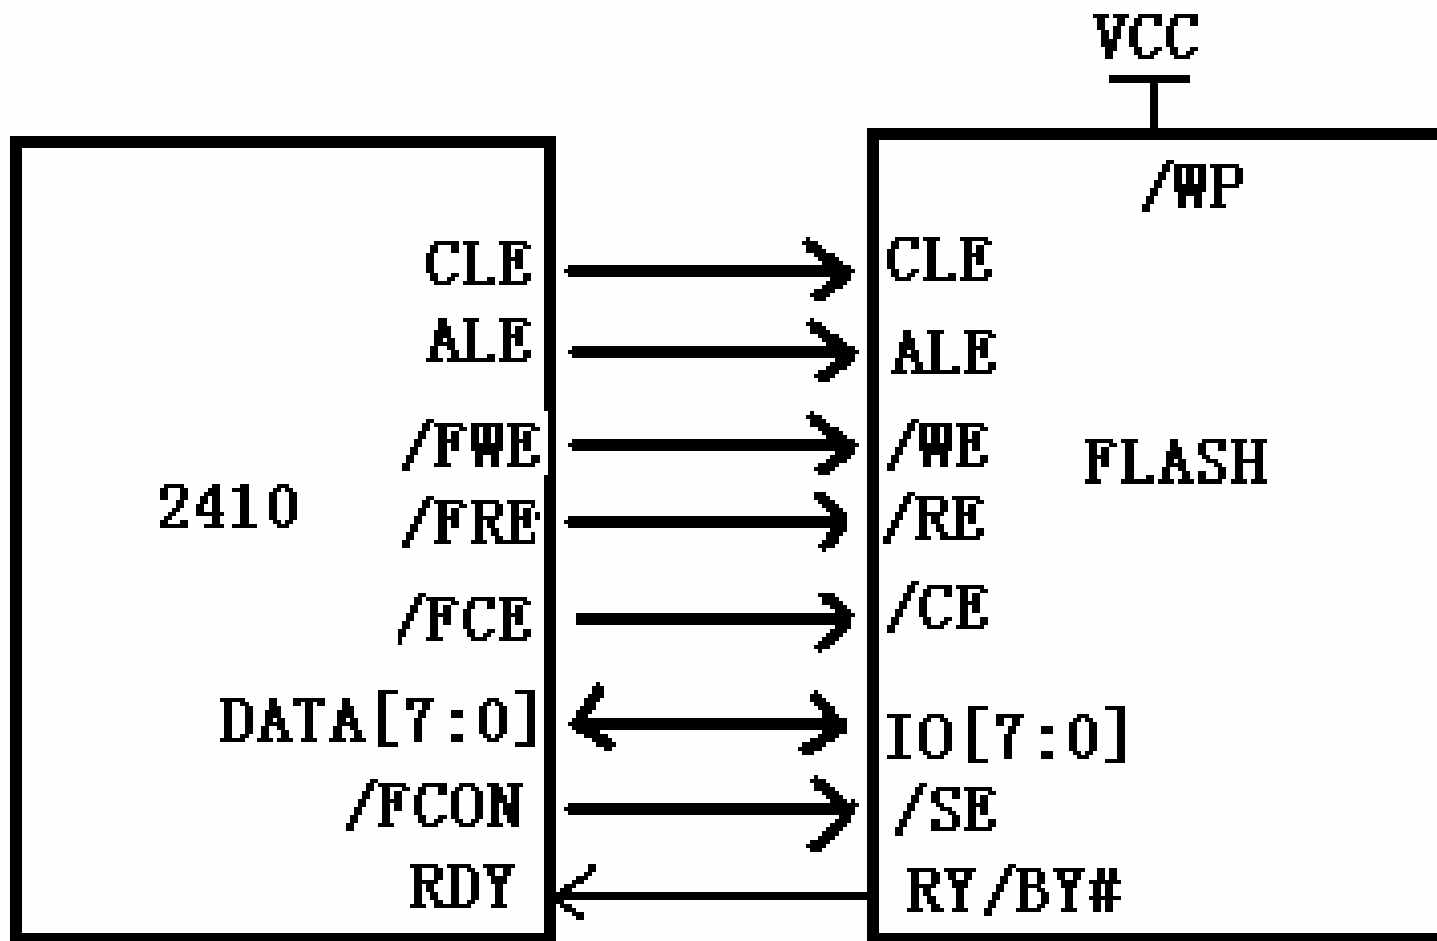 VCC
/WP
CLE
CLE
ALE
ALE
/FWE
/WE
FLASH
2410
/FRE
/RE
/FCE
/CE
DATA[7:0]
IO[7:0]
/FCON
/SE
RDY
RY/BY#